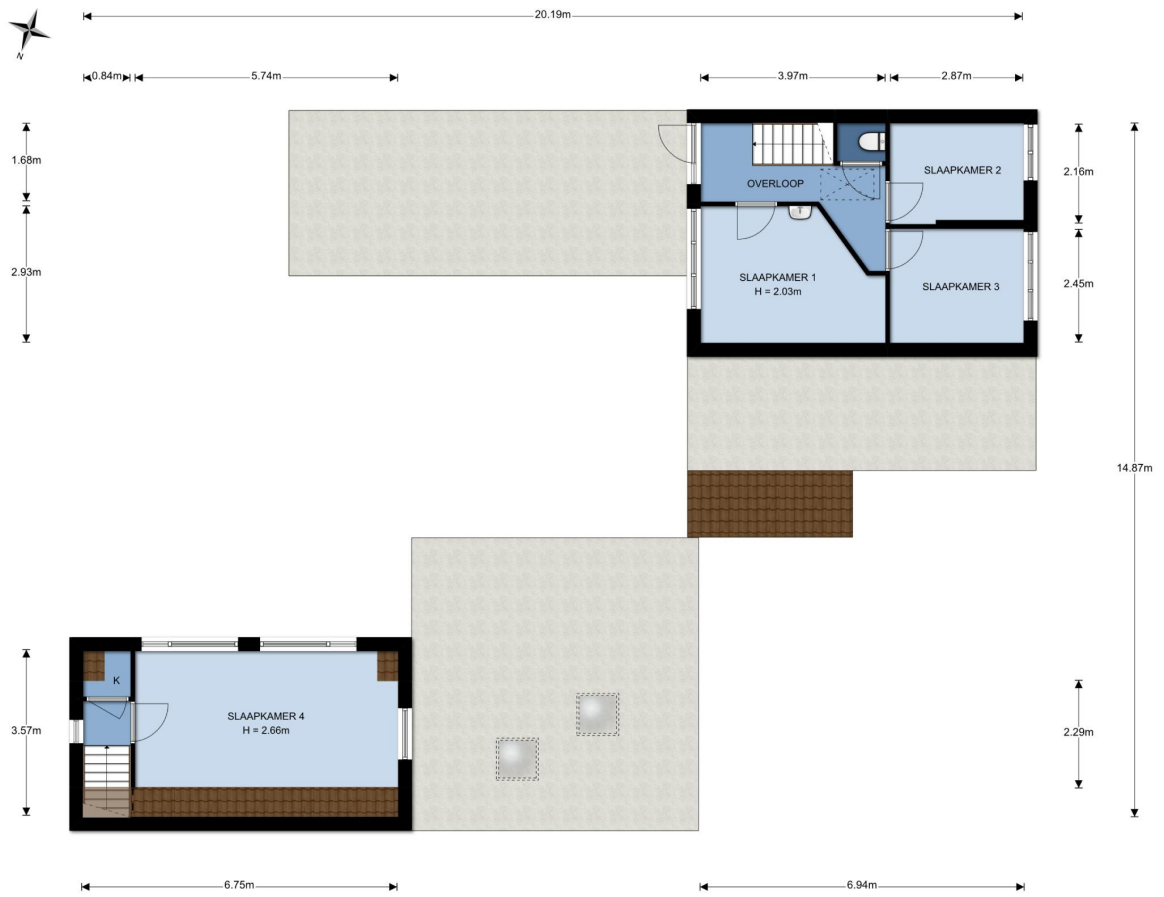 20.19m
N
0.84m
5.74m
3.97m
2.87m
1.68m
2.93m
OVERLOOP
SLAAPKAMER 2
2.16m
SLAAPKAMER 1
H = 2.03m
SLAAPKAMER 3
2.45m
14.87m
K
SLAAPKAMER 4
H = 2.66m
3.57m
2.29m
6.75m
6.94m